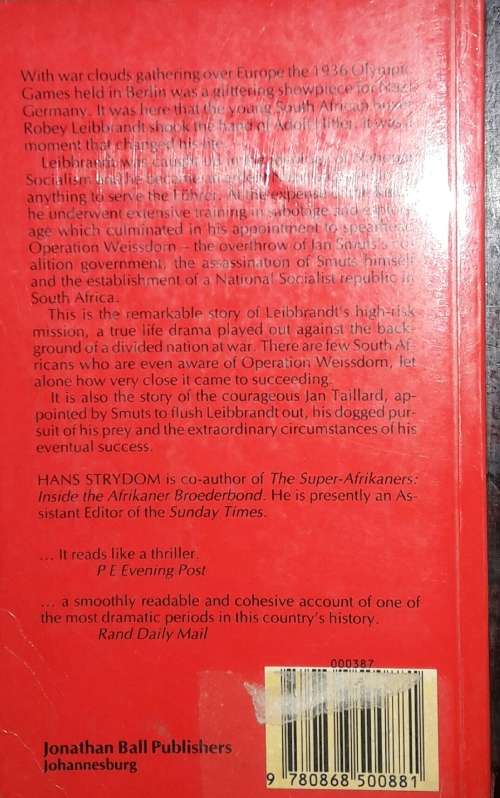 With war clouds gathering over Europe the 1936 Olympic
Games held in Berlin was a glittering showpiece for Nazi
Germany. It was here that the young South African boxer
Robey Leibbrandt shook the hand of Adolf Hitler. It was a
moment that changed his life.
Leibbrandt was caught up in the of National
Socialism and he became an
anything to serve the Führer. At the expense of the
he underwent extensive training in sabotage and espion-
age which culminated in his appointment to spearhead
Operation Weissdorn – the overthrow of Jan Smuts's co-
alition government, the assassination of Smuts himself
and the establishment of a National Socialist republic in
South Africa.
This is the remarkable story of Leibbrandt's high-risk
mission, a true life drama played out against the back-
ground of a divided nation at war. There are few South Af-
ricans who are even aware of Operation Weissdorn, let
alone how very close it came to succeeding.
It is also the story of the courageous Jan Taillard, ap-
pointed by Smuts to flush Leibbrandt out, his dogged pur-
suit of his prey and the extraordinary circumstances of his
eventual success.
HANS STRYDOM is co-author of The Super-Afrikaners:
Inside the Afrikaner Broederbond. He is presently an As-
sistant Editor of the Sunday Times.
... It reads like a thriller.
P E Evening Post
... a smoothly readable and cohesive account of one of
the most dramatic periods in this country's history.
Rand Daily Mail
000387
Jonathan Ball Publishers
Johannesburg
9 780868 500881